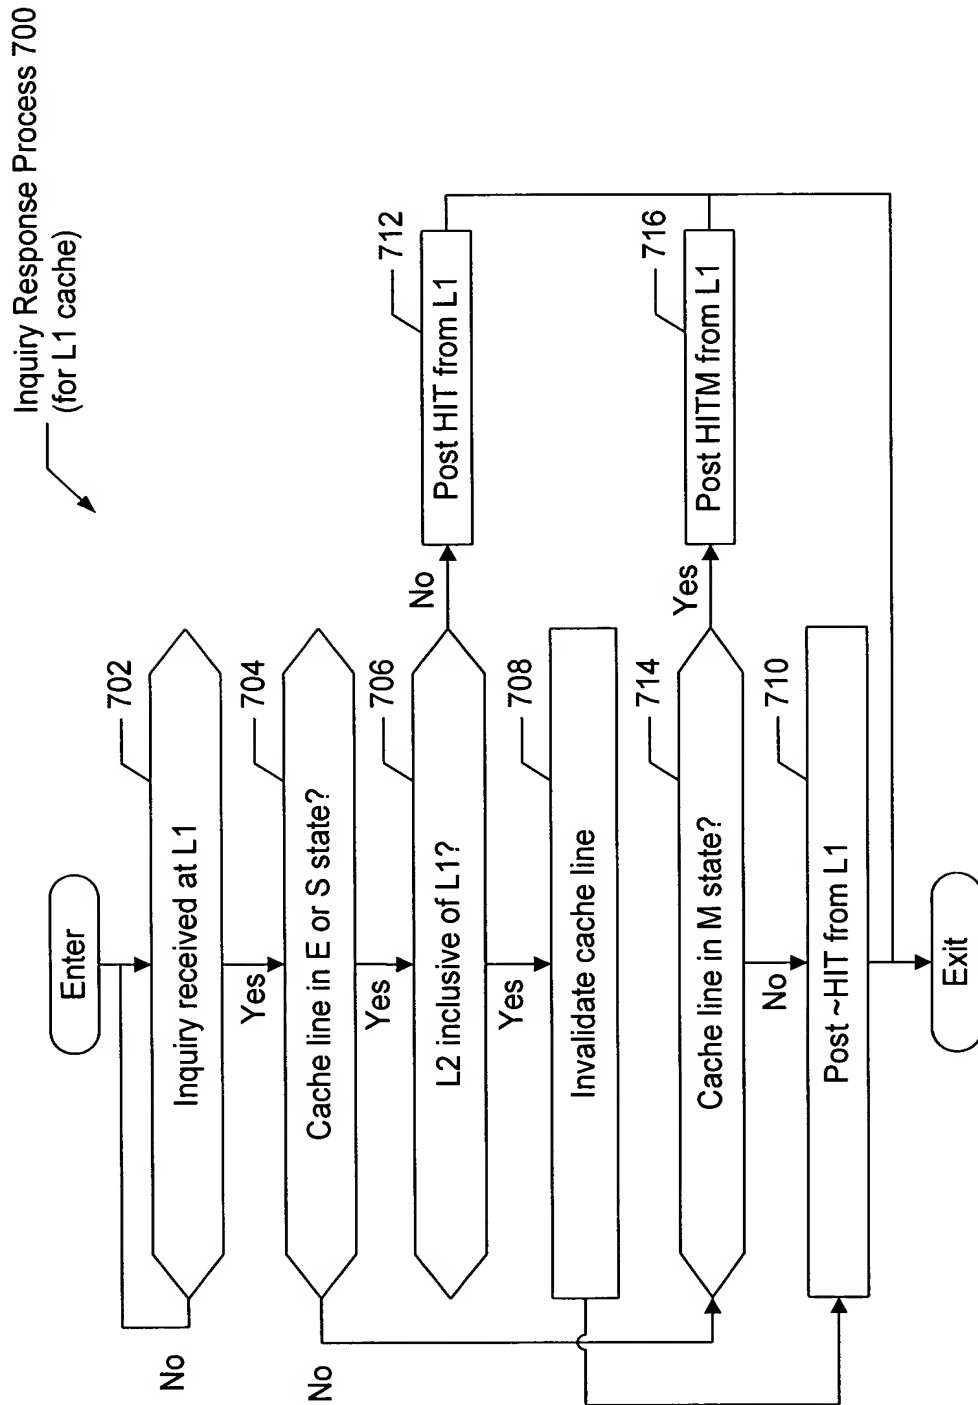 Inquiry Response Process 700
(for L1 cache)
Enter
702
Inquiry received at L1
No
Yes
704
Cache line in E or S state?
No
Yes
706
L2 inclusive of L1?
No
712
Post HIT from L1
Yes
708
Invalidate cache line
714
Cache line in M state?
Yes
716
Post HITM from L1
No
710
Post ~HIT from L1
Exit